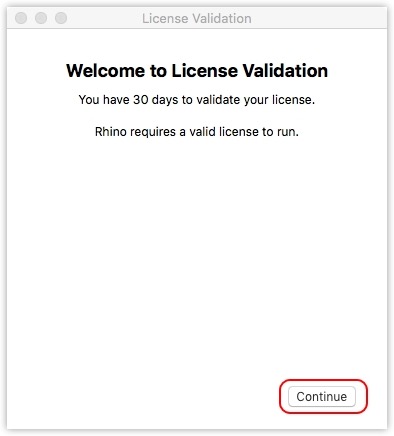 License Validation
Welcome to License Validation
You have 30 days to validate your license.
Rhino requires a valid license to run.
Continue